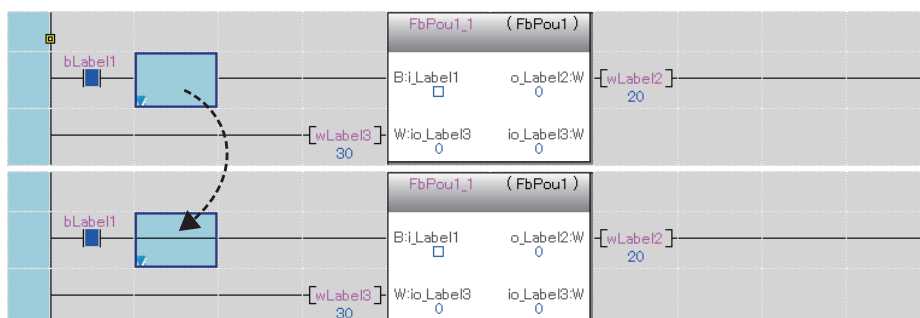 FbPou1_1 (FbPou1)
bLabel1
B:i_Label1 o_Label2:W [wLabel2]
0 20
[wLabel3] W:io_Label3 io_Label3:W
30 0 0
FbPou1_1 (FbPou1)
bLabel1
B:i_Label1 o_Label2:W [wLabel2]
0 20
[wLabel3] W:io_Label3 io_Label3:W
30 0 0